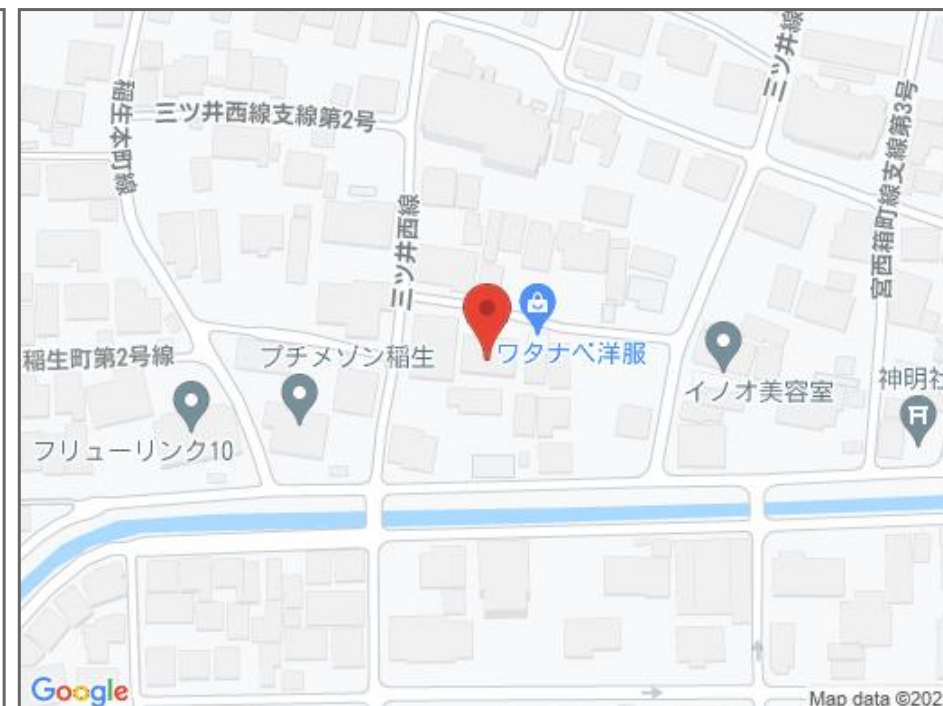 三ツ井線
稲生本町線
三ツ井西線支線第2号
宮西箱町線支線第3号
三ツ井西線
ワタナベ洋服
稲生町第2号線
プチメゾン稲生
イノオ美容室
神明社
フリューリンク10
Google
Map data ©202